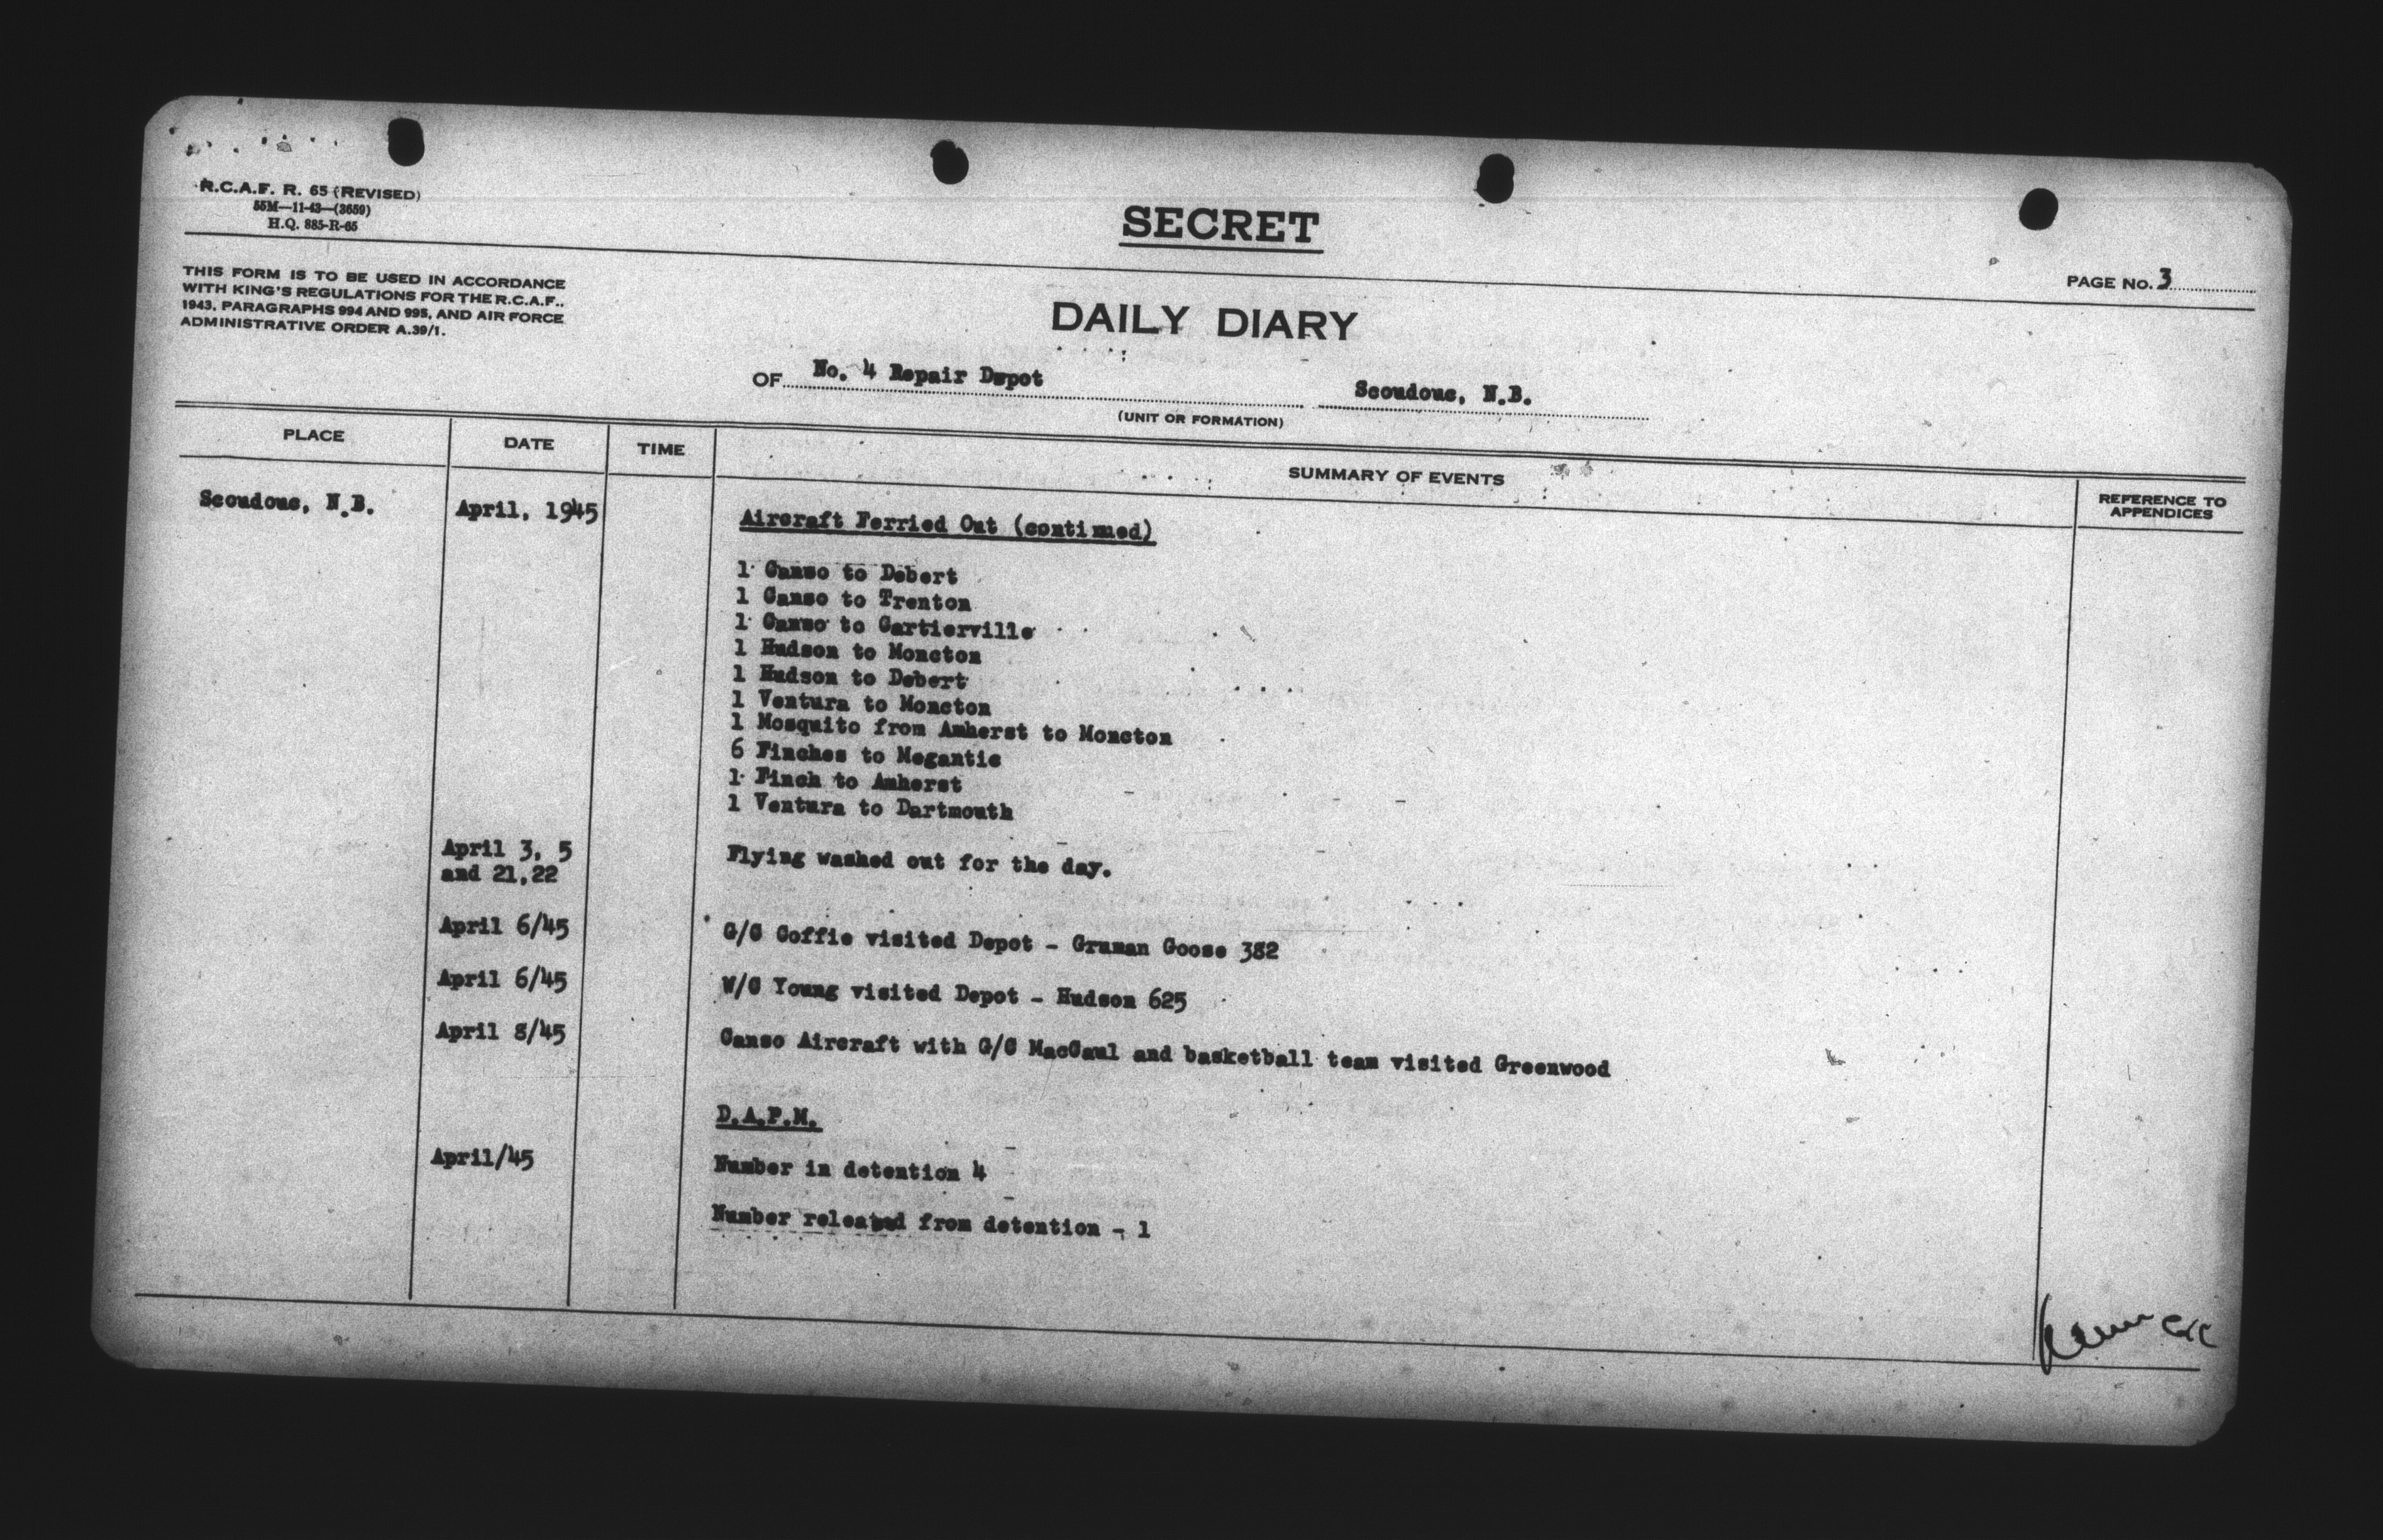 R.C.A.F. R. 65 (REVISED)
55M—11-43—(3659)
H.Q. 885-R-65
SECRET
PAGE No. 3
THIS FORM IS TO BE USED IN ACCORDANCE
WITH KING'S REGULATIONS FOR THE R.C.A.F.,
1943, PARAGRAPHS 994 AND 995, AND AIR FORCE
ADMINISTRATIVE ORDER A.39/1.
DAILY DIARY
OF No. 4 Repair Depot Scoudouc, N.B.
(UNIT OR FORMATION)
PLACE DATE TIME SUMMARY OF EVENTS REFERENCE TO APPENDICES
Scoudouc, N.B. April, 1945 Aircraft Ferried Out (continued)
1 Canso to Debert
1 Canso to Trenton
1 Canso to Cartierville
1 Hudson to Moncton
1 Hudson to Debert
1 Ventura to Moncton
1 Mosquito from Amherst to Moncton
6 Finches to Megantic
1 Finch to Amherst
1 Ventura to Dartmouth
April 3, 5 Flying washed out for the day.
and 21,22
April 6/45 G/C Coffie visited Depot - Gruman Goose 382
April 6/45 W/C Young visited Depot - Hudson 625
April 8/45 Canso Aircraft with G/C MacCaul and basketball team visited Greenwood
D.A.P.M.
April/45 Number in detention 4
Number released from detention - 1